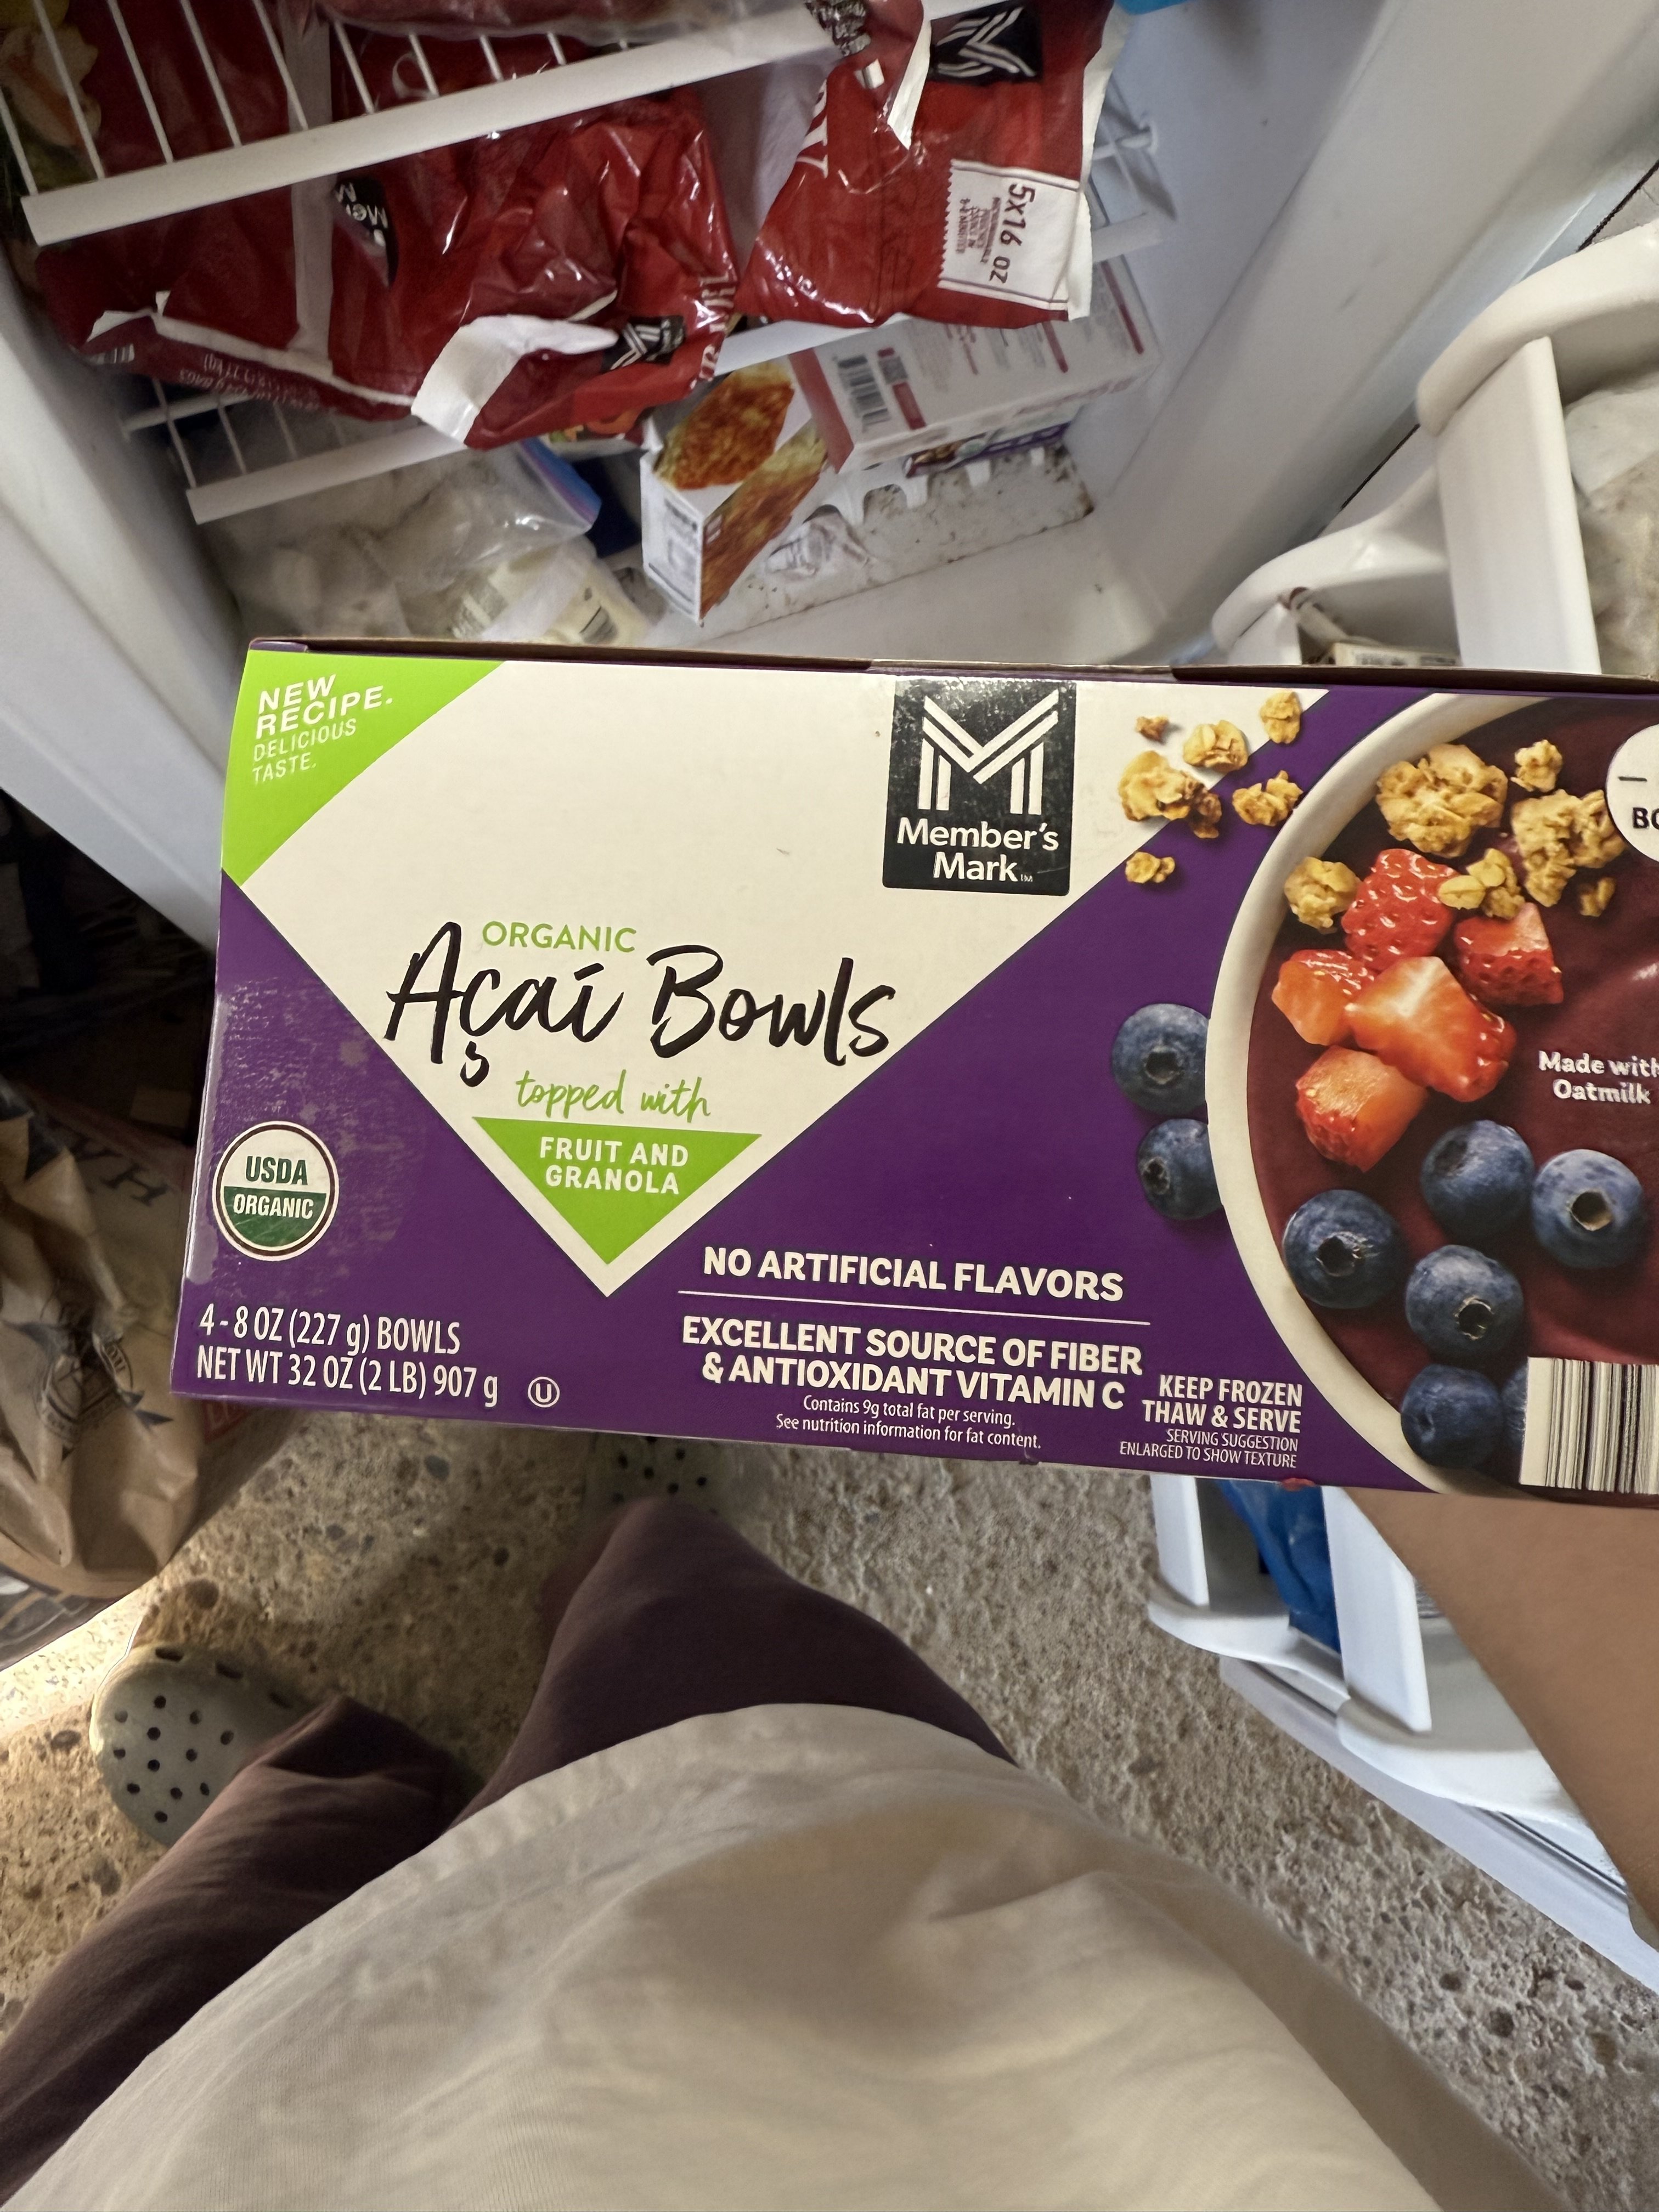 5x16 OZ
NEW
RECIPE.
DELICIOUS
TASTE.
Member's
Mark™
ORGANIC
Açaí Bowls
topped with
FRUIT AND
GRANOLA
Made with
Oatmilk
USDA
ORGANIC
NO ARTIFICIAL FLAVORS
EXCELLENT SOURCE OF FIBER
& ANTIOXIDANT VITAMIN C
Contains 9g total fat per serving.
See nutrition information for fat content.
4 - 8 OZ (227 g) BOWLS
NET WT 32 OZ (2 LB) 907 g
U
KEEP FROZEN
THAW & SERVE
SERVING SUGGESTION
ENLARGED TO SHOW TEXTURE